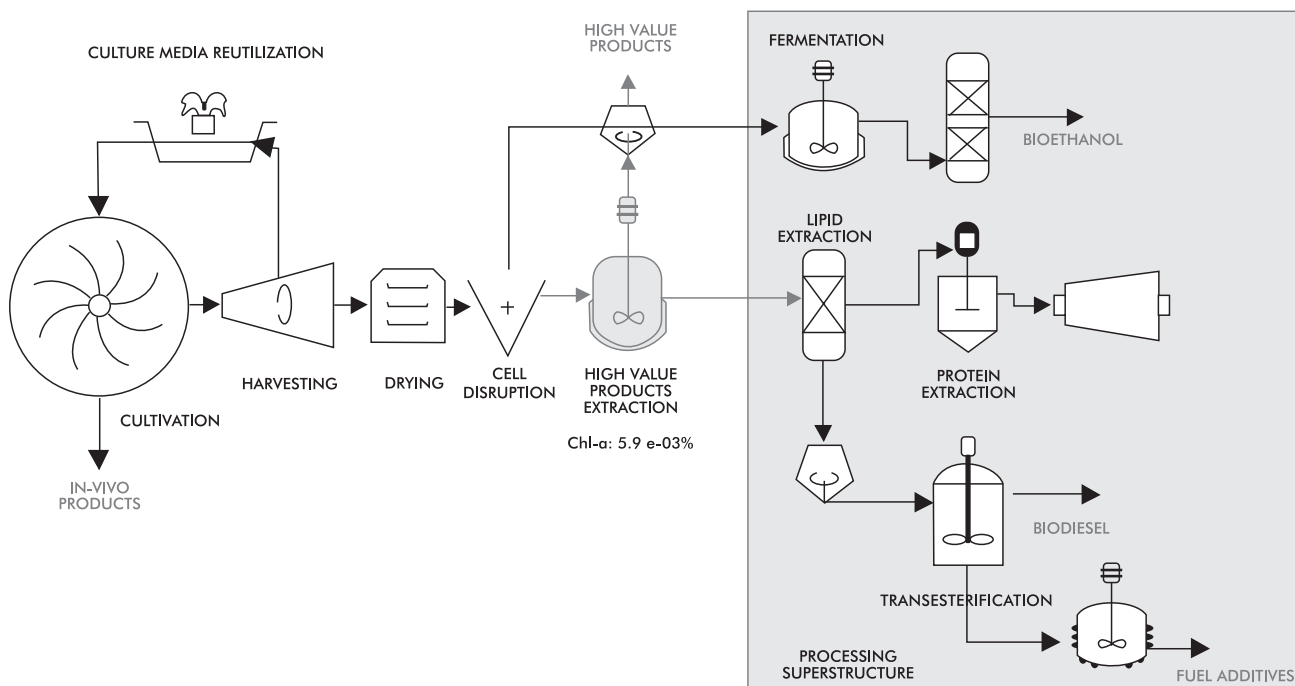 CULTURE MEDIA REUTILIZATION
HIGH VALUE
PRODUCTS
FERMENTATION
BIOETHANOL
LIPID
EXTRACTION
HARVESTING
DRYING
CELL
DISRUPTION
HIGH VALUE
PRODUCTS
EXTRACTION
Chl-a: 5.9 e-03%
PROTEIN
EXTRACTION
CULTIVATION
IN-VIVO
PRODUCTS
BIODIESEL
TRANSESTERIFICATION
PROCESSING
SUPERSTRUCTURE
FUEL ADDITIVES